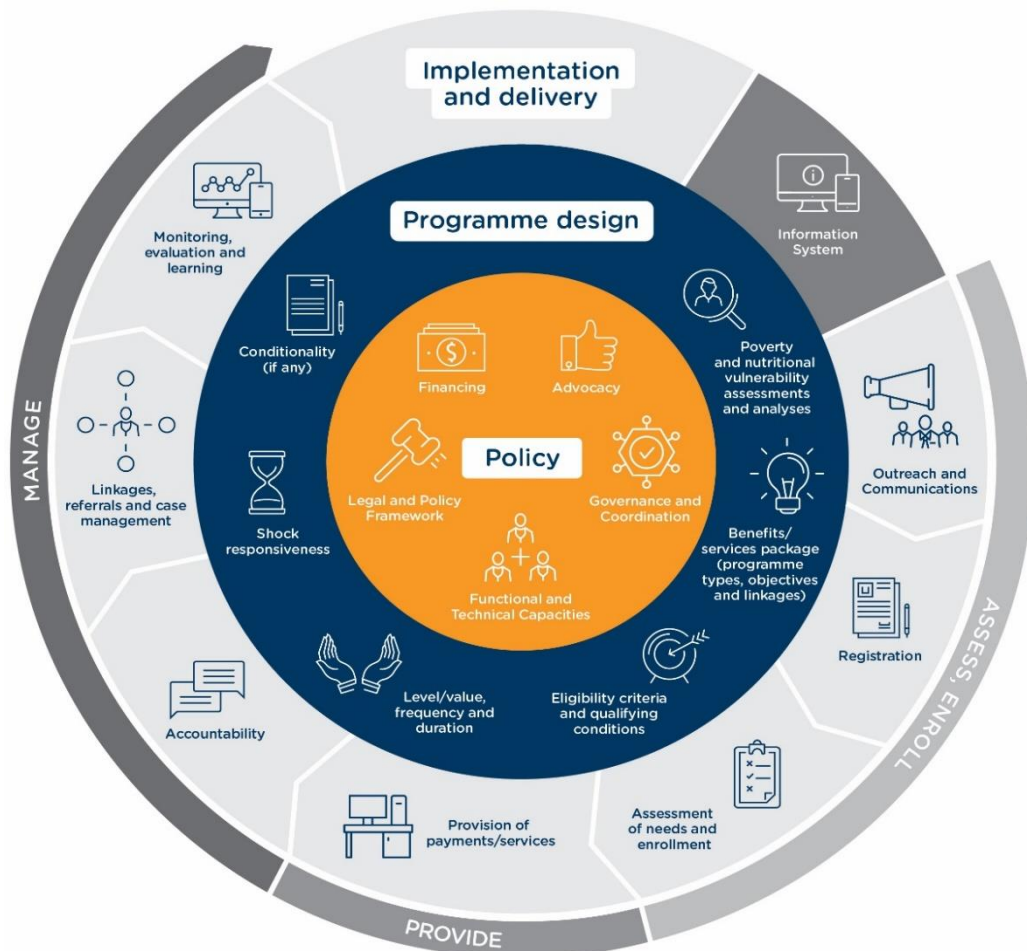 Implementation
and delivery
Information
System
Monitoring,
evaluation and
learning
Programme design
Conditionality
(if any)
Poverty
and nutritional
vulnerability
assessments
and analyses
Financing
Advocacy
Policy
Legal and Policy
Framework
Governance and
Coordination
Functional and
Technical Capacities
Shock
responsiveness
Benefits/
services package
(programme
types, objectives
and linkages)
Level/value,
frequency and
duration
Eligibility criteria
and qualifying
conditions
Outreach and
Communications
Registration
Assessment
of needs and
enrollment
Provision of
payments/services
Accountability
Linkages,
referrals and case
management
MANAGE
PROVIDE
ASSESS, ENROLL